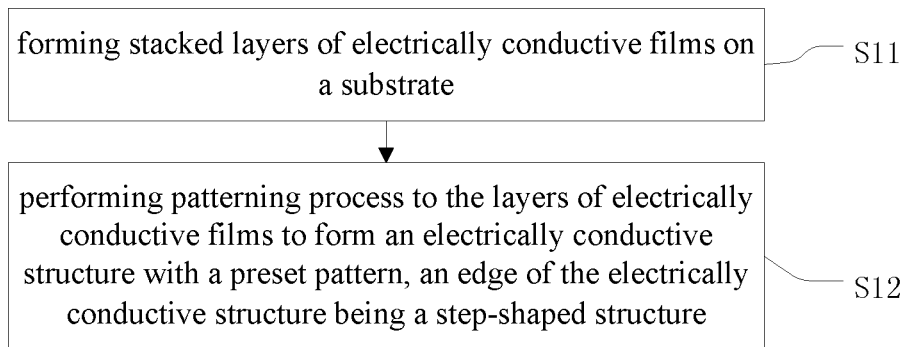 forming stacked layers of electrically conductive films on
a substrate
S11
performing patterning process to the layers of electrically
conductive films to form an electrically conductive
structure with a preset pattern, an edge of the electrically
conductive structure being a step-shaped structure
S12